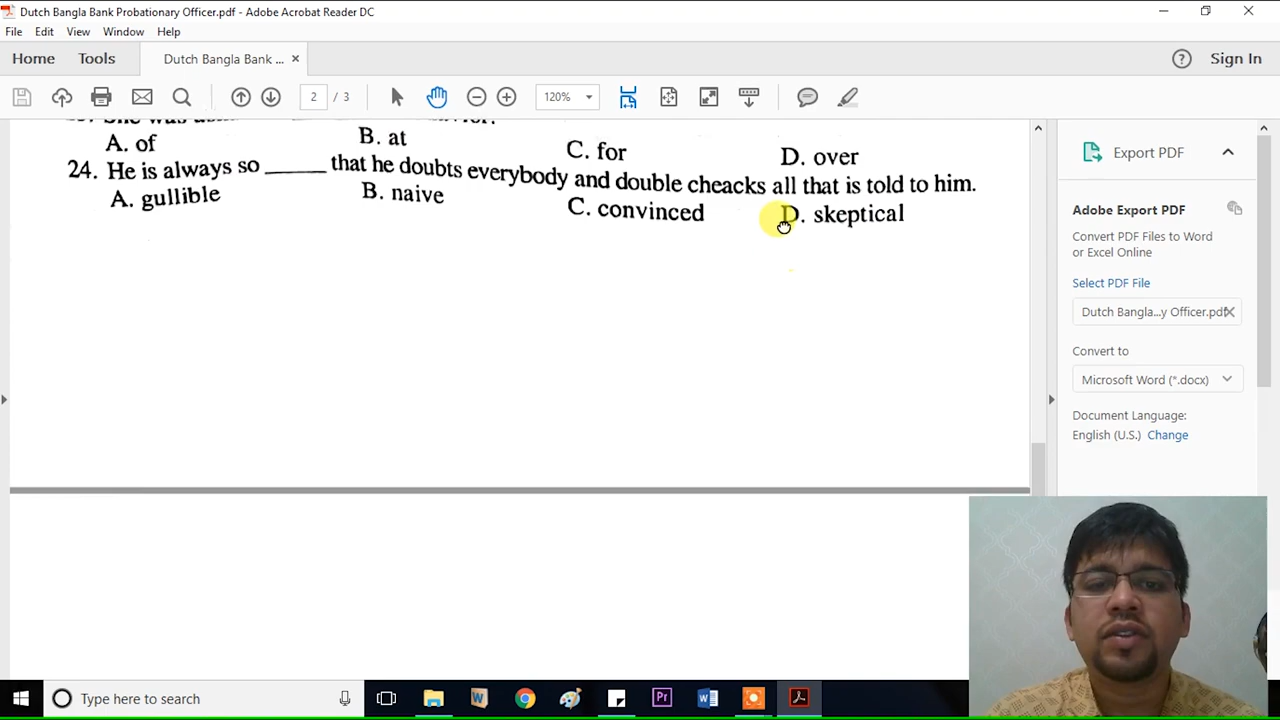 Dutch Bangla Bank Probationary Officer.pdf - Adobe Acrobat Reader DC
File Edit View Window Help
Home Tools Dutch Bangla Bank ... × Sign In
2 / 3 120%
A. of B. at C. for D. over
24. He is always so _____ that he doubts everybody and double cheacks all that is told to him.
A. gullible B. naive C. convinced D. skeptical
Export PDF
Adobe Export PDF
Convert PDF Files to Word
or Excel Online
Select PDF File
Dutch Bangla...y Officer.pdf
Convert to
Microsoft Word (*.docx)
Document Language:
English (U.S.) Change
Type here to search